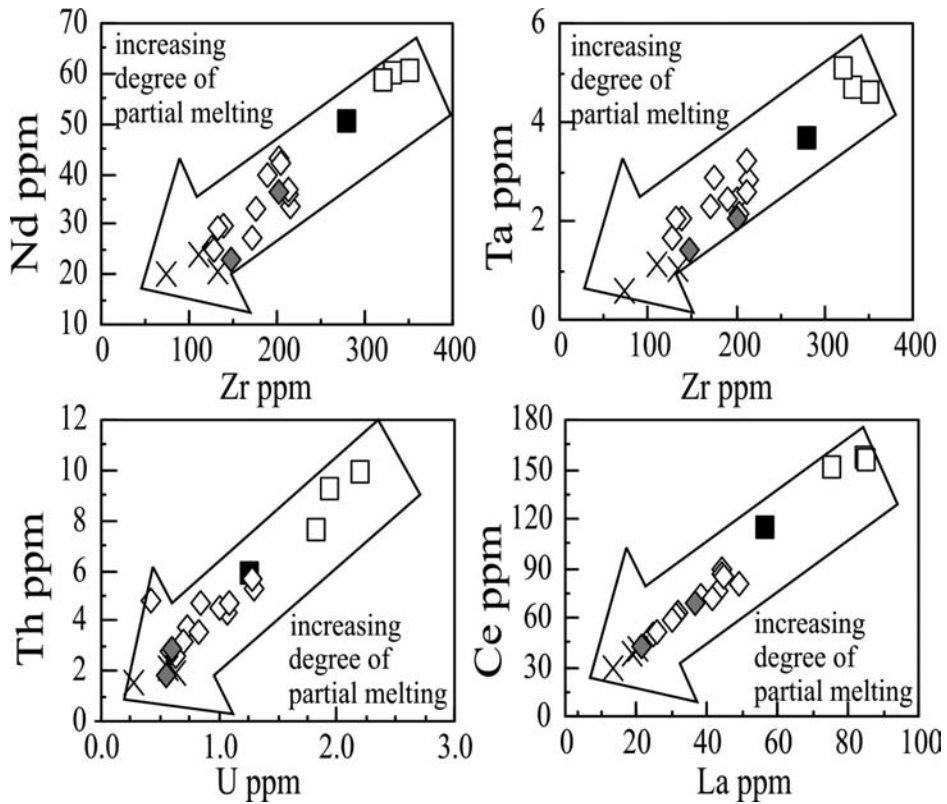 70
60
50
40
30
20
10
Nd ppm
increasing
degree of
partial melting
0
100
200
300
400
Zr ppm
6
4
2
0
Ta ppm
increasing
degree of
partial melting
0
100
200
300
400
Zr ppm
12
10
8
6
4
2
0
Th ppm
increasing
degree of
partial melting
0.0
1.0
2.0
3.0
U ppm
180
150
120
90
60
30
0
Ce ppm
increasing
degree of
partial melting
0
20
40
60
80
100
La ppm